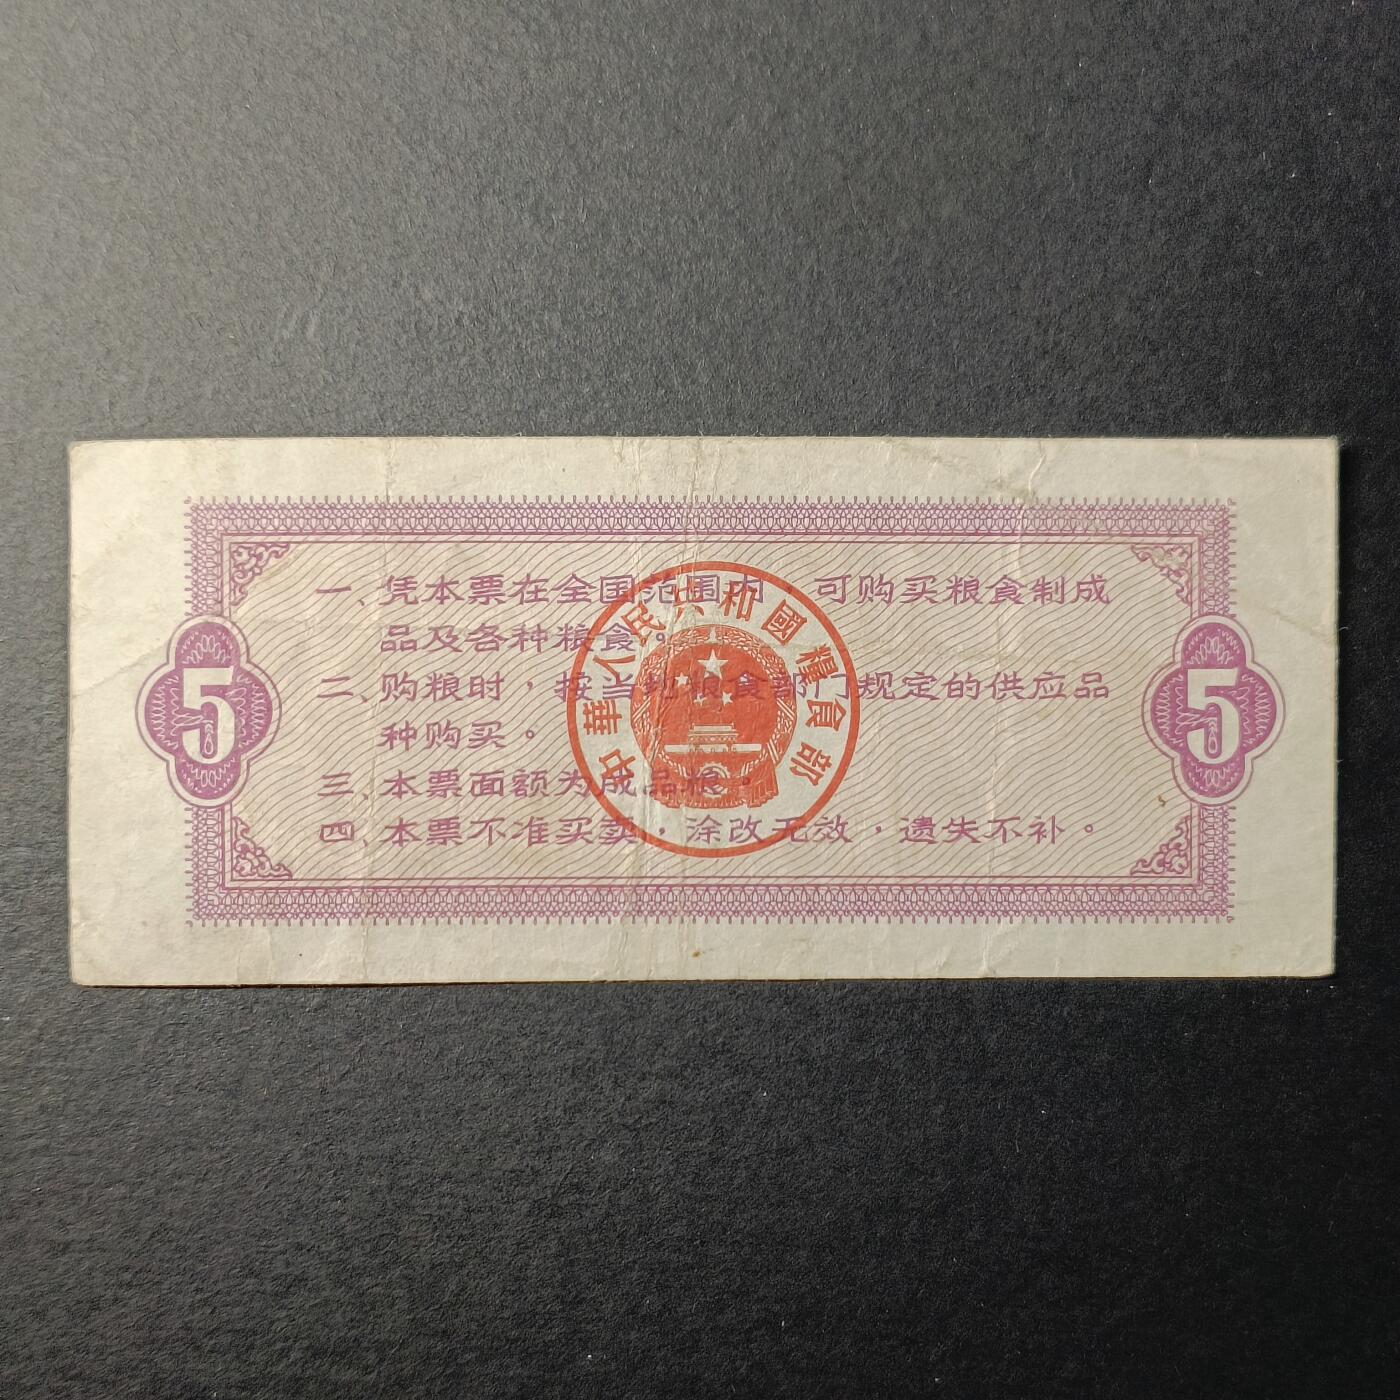 一、凭本票在全国范围内，可购买粮食制成
品及各种粮食。
二、购粮时，按当地粮食部门规定的供应品
种购买。
三、本票面额为成品粮。
四、本票不准买卖，涂改无效，遗失不补。
5
5
中華人民共和國糧食部